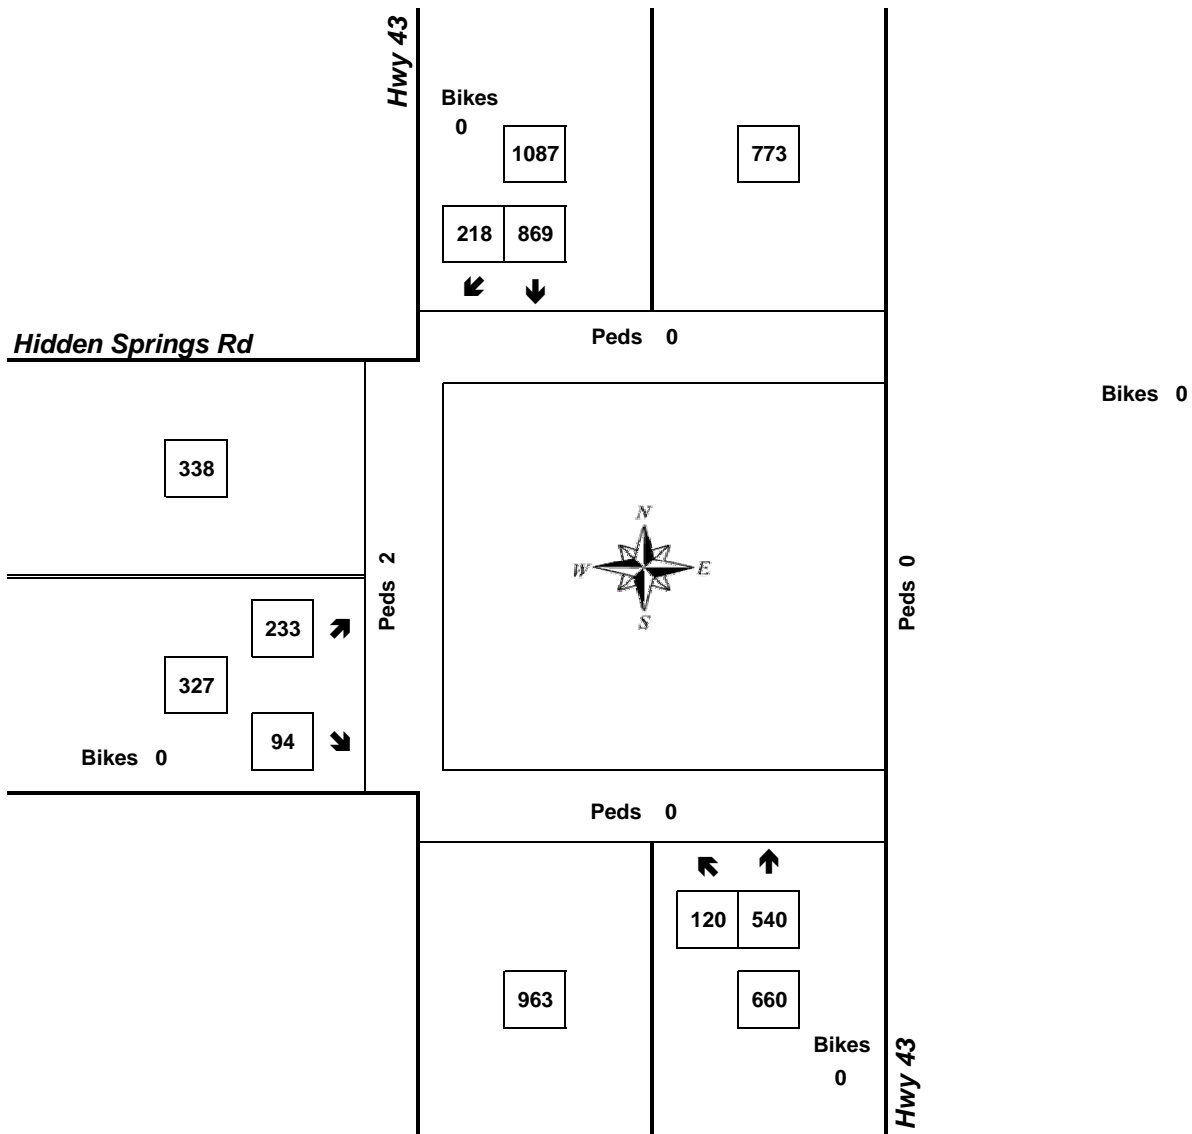 Hwy 43
Bikes
0
1087
773
218 869
Peds 0
Hidden Springs Rd
Bikes 0
338
N
W E
S
Peds 2
Peds 0
233
327
94
Bikes 0
Peds 0
120 540
963
660
Bikes
0
Hwy 43